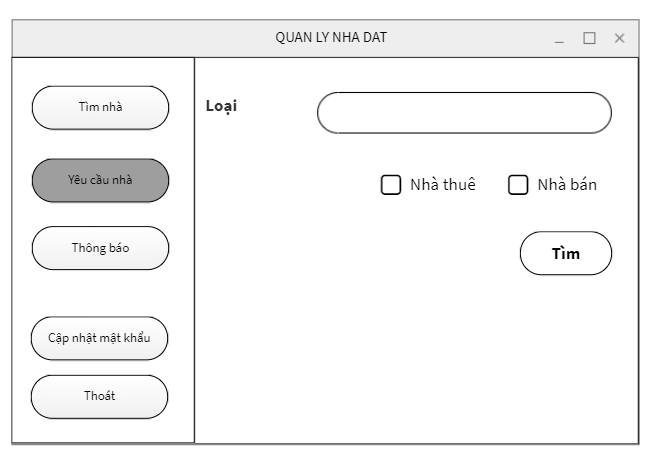 QUAN LY NHA DAT
Tìm nhà
Yêu cầu nhà
Thông báo
Cập nhật mật khẩu
Thoát
Loại
Nhà thuê
Nhà bán
Tìm